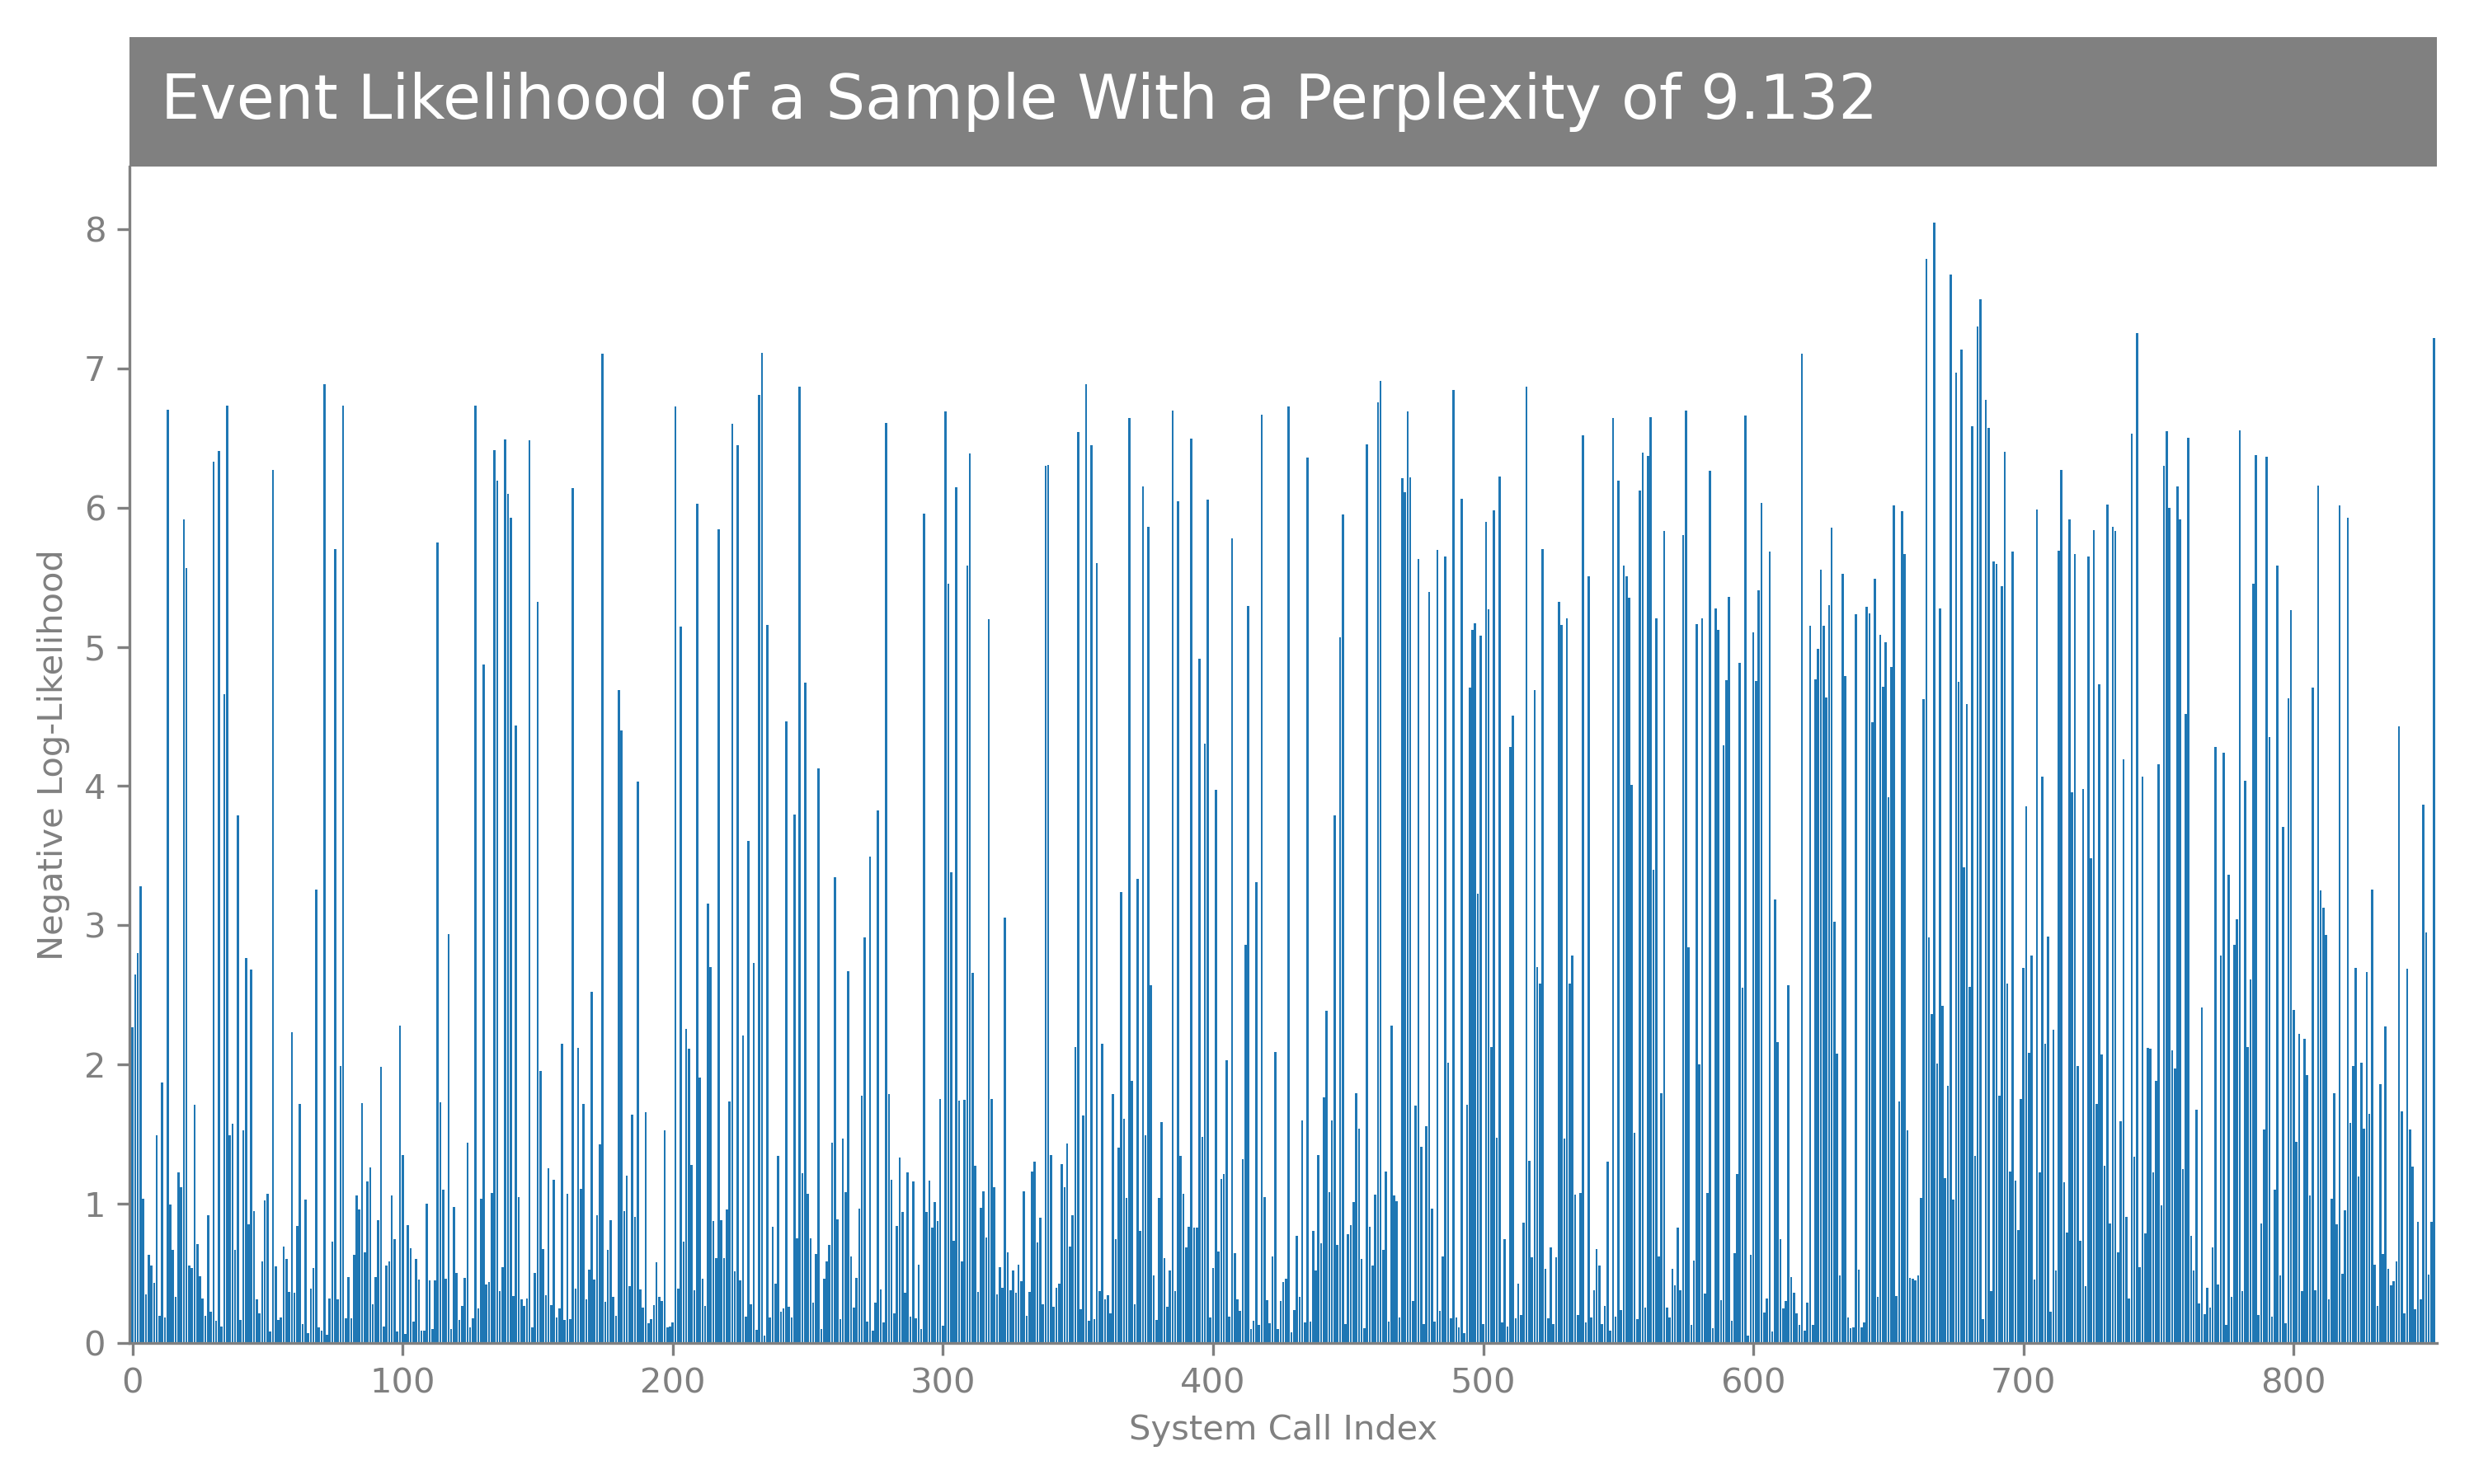 Event Likelihood of a Sample With a Perplexity of 9.132
8
7
6
5
4
3
2
1
0
Negative Log-Likelihood
0 100 200 300 400 500 600 700 800
System Call Index